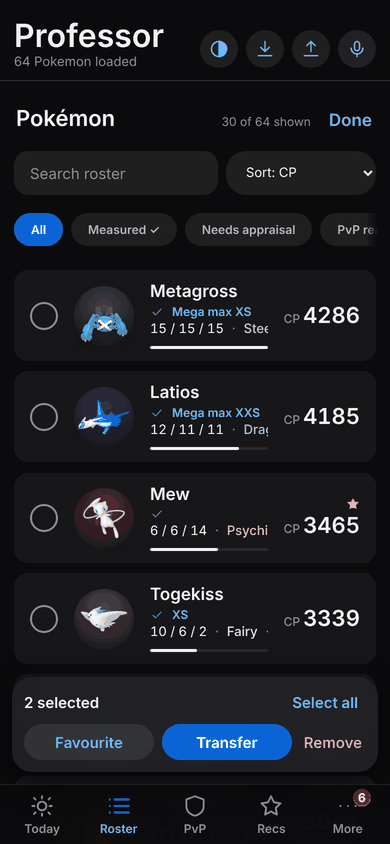 Professor
64 Pokemon loaded
Pokémon
30 of 64 shown
Done
Search roster
Sort: CP
All
Measured ✓
Needs appraisal
PvP re
Metagross
✓ Mega max XS
15 / 15 / 15 · Stee
CP 4286
Latios
✓ Mega max XXS
12 / 11 / 11 · Drag
CP 4185
Mew
✓
6 / 6 / 14 · Psychi
CP 3465
Togekiss
✓ XS
10 / 6 / 2 · Fairy ·
CP 3339
2 selected
Select all
Favourite
Transfer
Remove
6
Today
Roster
PvP
Recs
More